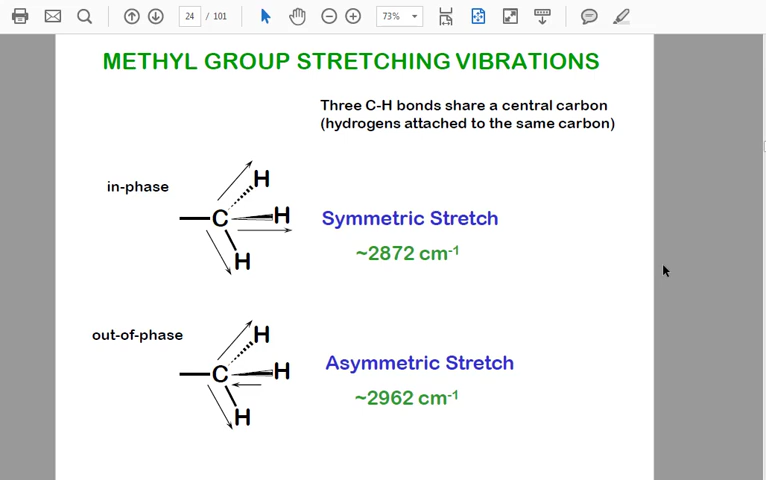 24 / 101
73%
METHYL GROUP STRETCHING VIBRATIONS
Three C-H bonds share a central carbon
(hydrogens attached to the same carbon)
in-phase
H
C H
H
Symmetric Stretch
~2872 cm⁻¹
out-of-phase
H
C H
H
Asymmetric Stretch
~2962 cm⁻¹